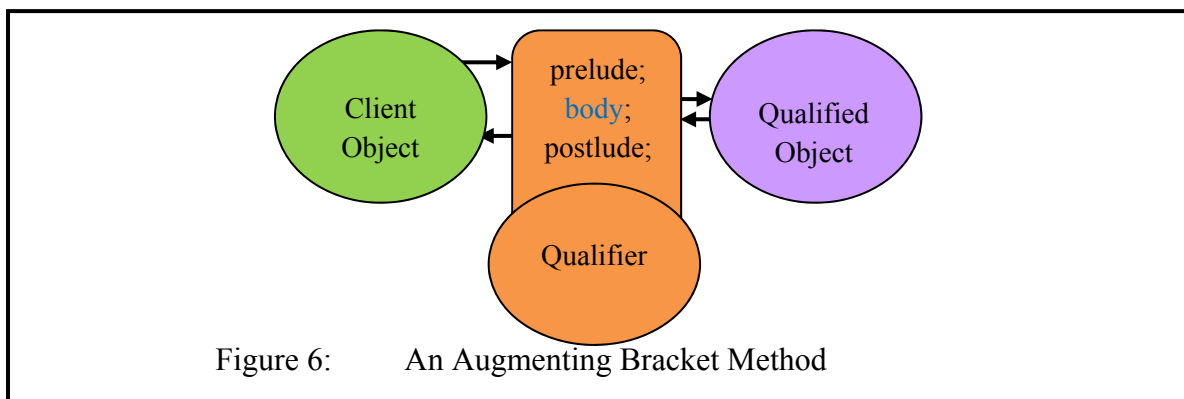 Client
Object
prelude;
body;
postlude;
Qualified
Object
Qualifier
Figure 6: An Augmenting Bracket Method